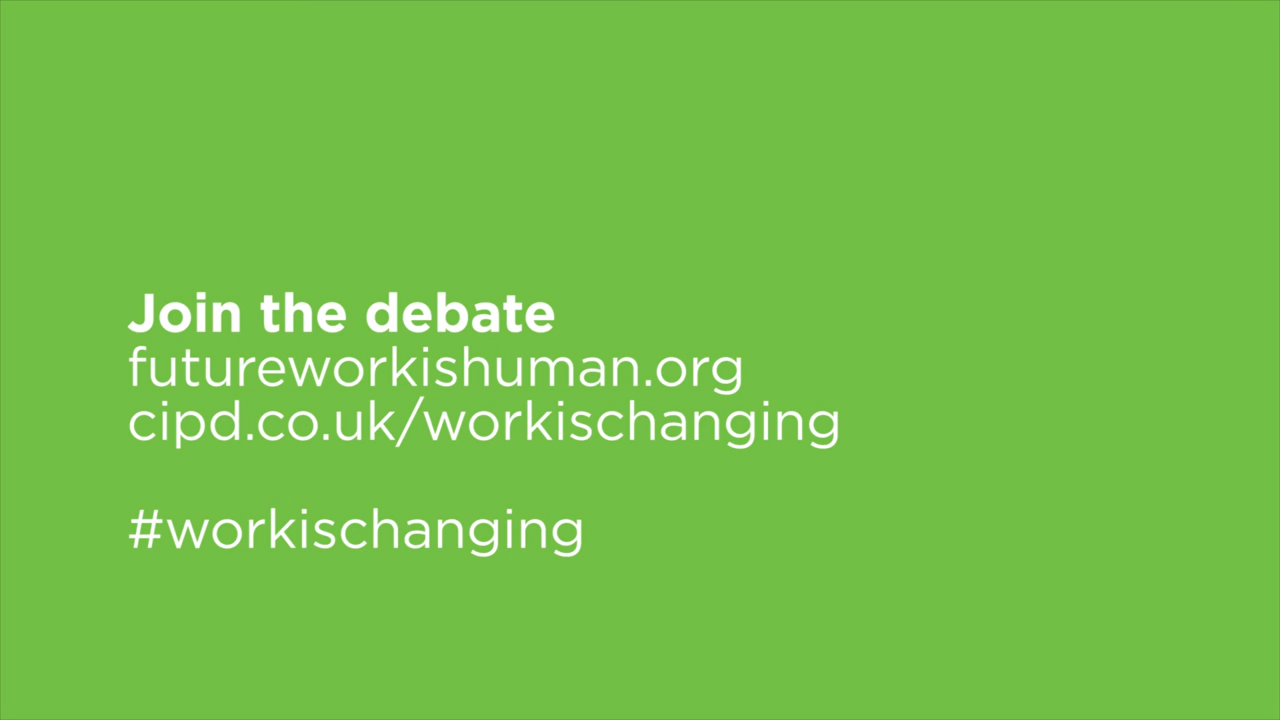 Join the debate
futureworkishuman.org
cipd.co.uk/workischanging
#workischanging